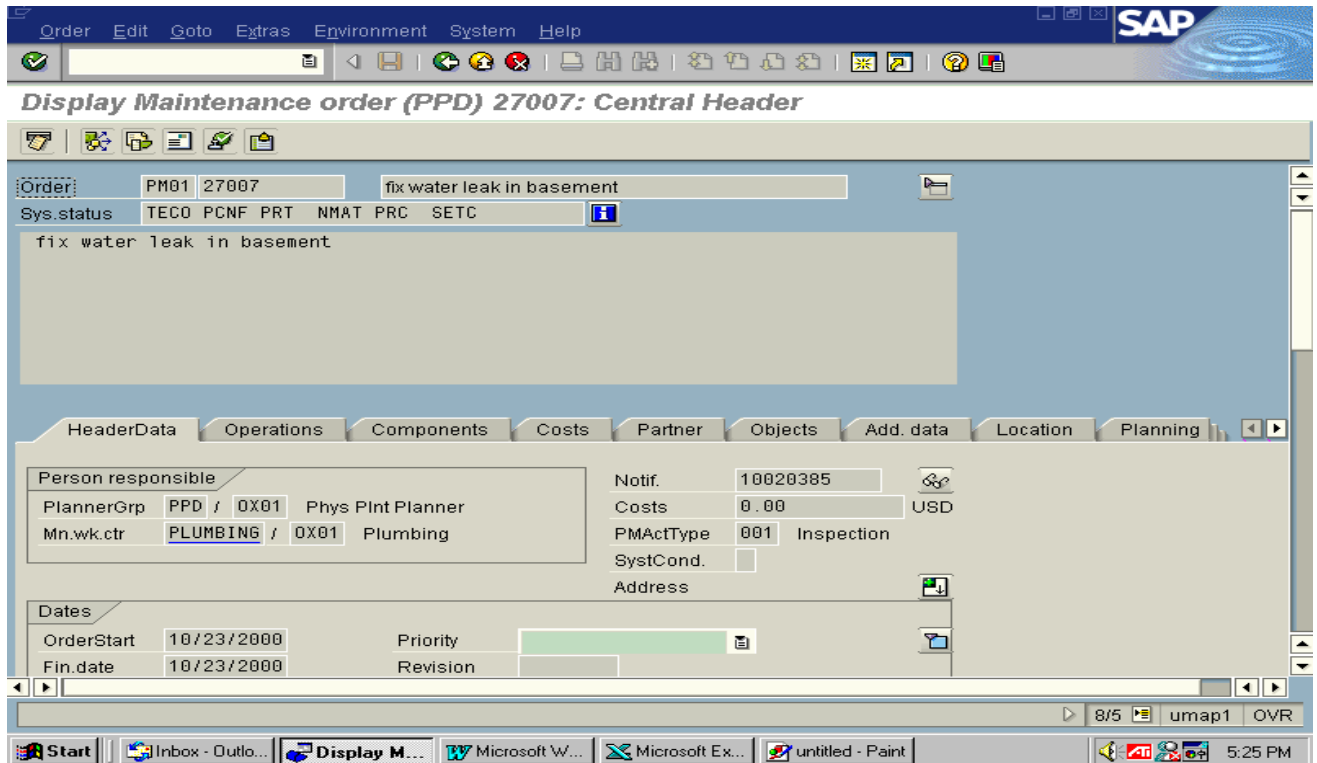 Order Edit Goto Extras Environment System Help
SAP
Display Maintenance order (PPD) 27007: Central Header
Order PM01 27007 fix water leak in basement
Sys.status TECO PCNF PRT NMAT PRC SETC
fix water leak in basement
HeaderData Operations Components Costs Partner Objects Add. data Location Planning
Person responsible
Notif. 10020385
PlannerGrp PPD / OX01 Phys Plnt Planner
Costs 0.00 USD
Mn.wk.ctr PLUMBING / OX01 Plumbing
PMActType 001 Inspection
SystCond.
Address
Dates
OrderStart 10/23/2000 Priority
Fin.date 10/23/2000 Revision
8/5 umap1 OVR
Start Inbox - Outlo... Display M... Microsoft W... Microsoft Ex... untitled - Paint ATI 5:25 PM